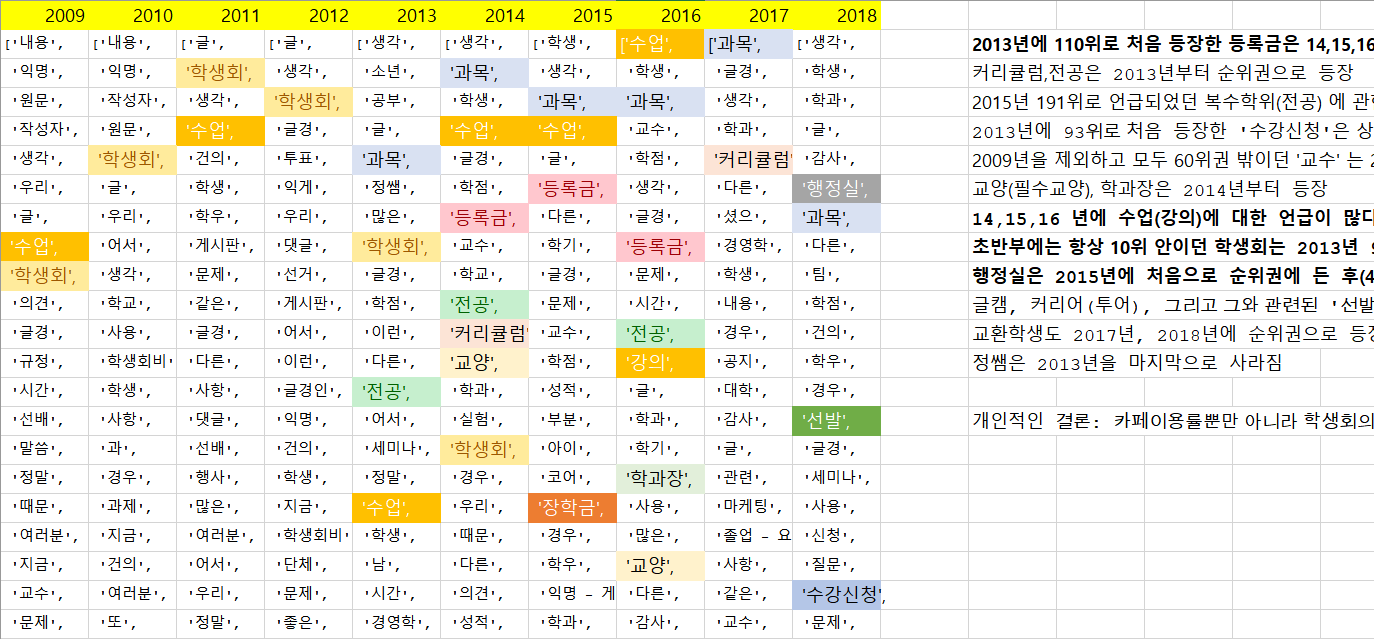 2009 2010 2011 2012 2013 2014 2015 2016 2017 2018
['내용', ['내용', ['글', ['글', ['생각', ['생각', ['학생', ['수업', ['과목', ['생각', 2013년에 110위로 처음 등장한 등록금은 14,15,16
'익명', '익명', '학생회', '생각', '소년', '과목', '생각', '학생', '글경', '학생', 커리큘럼,전공은 2013년부터 순위권으로 등장
'원문', '작성자', '생각', '학생회', '공부', '학생', '과목', '과목', '생각', '학과', 2015년 191위로 언급되었던 복수학위(전공) 에 관
'작성자', '원문', '수업', '글경', '글', '수업', '수업', '교수', '학과', '글', 2013년에 93위로 처음 등장한 '수강신청'은 상
'생각', '학생회', '건의', '투표', '과목', '글경', '글', '학점', '커리큘럼' '감사', 2009년을 제외하고 모두 60위권 밖이던 '교수' 는 2
'우리', '글', '학생', '익게', '정쌤', '학점', '등록금', '생각', '다른', '행정실', 교양(필수교양), 학과장은 2014년부터 등장
'글', '우리', '학우', '우리', '많은', '등록금', '다른', '글경', '셨으', '과목', 14,15,16 년에 수업(강의)에 대한 언급이 많다
'수업', '어서', '게시판', '댓글', '학생회', '교수', '학기', '등록금', '경영학', '다른', 초반부에는 항상 10위 안이던 학생회는 2013년 9
'학생회', '생각', '문제', '선거', '글경', '학교', '글경', '문제', '학생', '팀', 행정실은 2015년에 처음으로 순위권에 든 후(4
'의견', '학교', '같은', '게시판', '학점', '전공', '문제', '시간', '내용', '학점', 글캠, 커리어(투어), 그리고 그와 관련된 '선발
'글경', '사용', '글경', '어서', '이런', '커리큘럼' '교수', '전공', '경우', '건의', 교환학생도 2017년, 2018년에 순위권으로 등장
'규정', '학생회비' '다른', '이런', '다른', '교양', '학점', '강의', '공지', '학우', 정쌤은 2013년을 마지막으로 사라짐
'시간', '학생', '사항', '글경인', '전공', '학과', '성적', '글', '대학', '경우',
'선배', '사항', '댓글', '익명', '어서', '실험', '부분', '학과', '감사', '선발', 개인적인 결론: 카페이용률뿐만 아니라 학생회의
'말씀', '과', '선배', '건의', '세미나', '학생회', '아이', '학기', '글', '글경',
'정말', '경우', '행사', '학생', '정말', '경우', '코어', '학과장', '관련', '세미나',
'때문', '과제', '많은', '지금', '수업', '우리', '장학금', '사용', '마케팅', '사용',
'여러분', '지금', '여러분', '학생회비' '학생', '때문', '경우', '많은', '졸업 - 요 '신청',
'지금', '건의', '어서', '단체', '남', '다른', '학우', '교양', '사항', '질문',
'교수', '여러분', '우리', '문제', '시간', '의견', '익명 - 게 '다른', '같은', '수강신청',
'문제', '또', '정말', '좋은', '경영학', '성적', '학과', '감사', '교수', '문제',